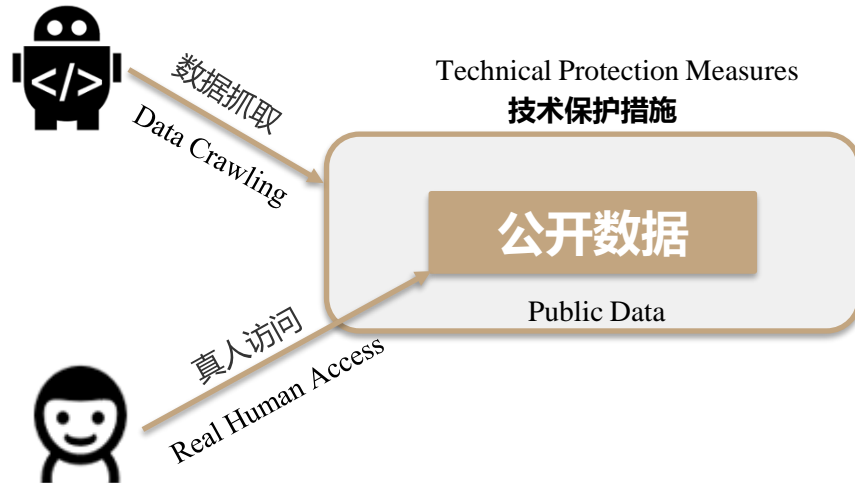 </>
数据抓取
Data Crawling
Technical Protection Measures
技术保护措施
公开数据
Public Data
真人访问
Real Human Access